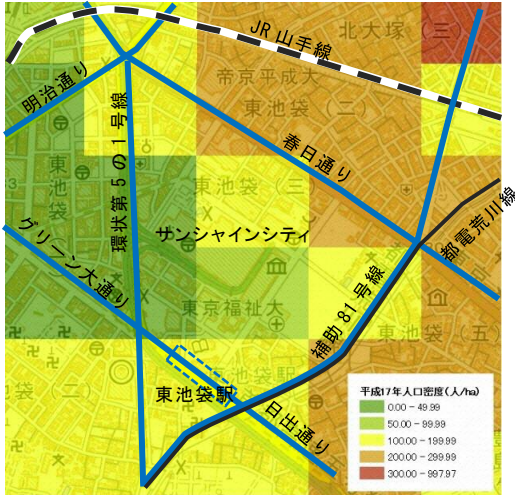 JR山手線
北大塚（三）
帝京平成大
東池袋（二）
明治通り
春日通り
環状第5の1号線
東池袋
東池袋（三）
都電荒川線
グリーン大通り
サンシャインシティ
東京福祉大
補助81号線
東池袋（五
東池袋駅
日出通り
平成17年人口密度(人/ha)
0.00 - 49.99
50.00 - 99.99
100.00 - 199.99
200.00 - 299.99
300.00 - 997.97